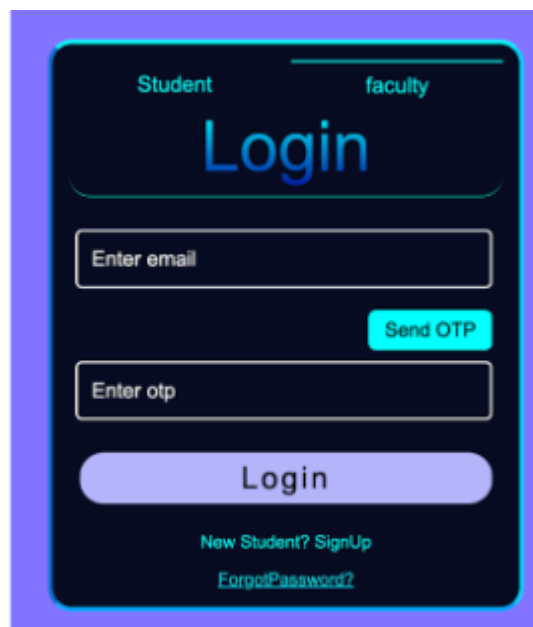 Student faculty
Login
Enter email
Send OTP
Enter otp
Login
New Student? SignUp
ForgotPassword?